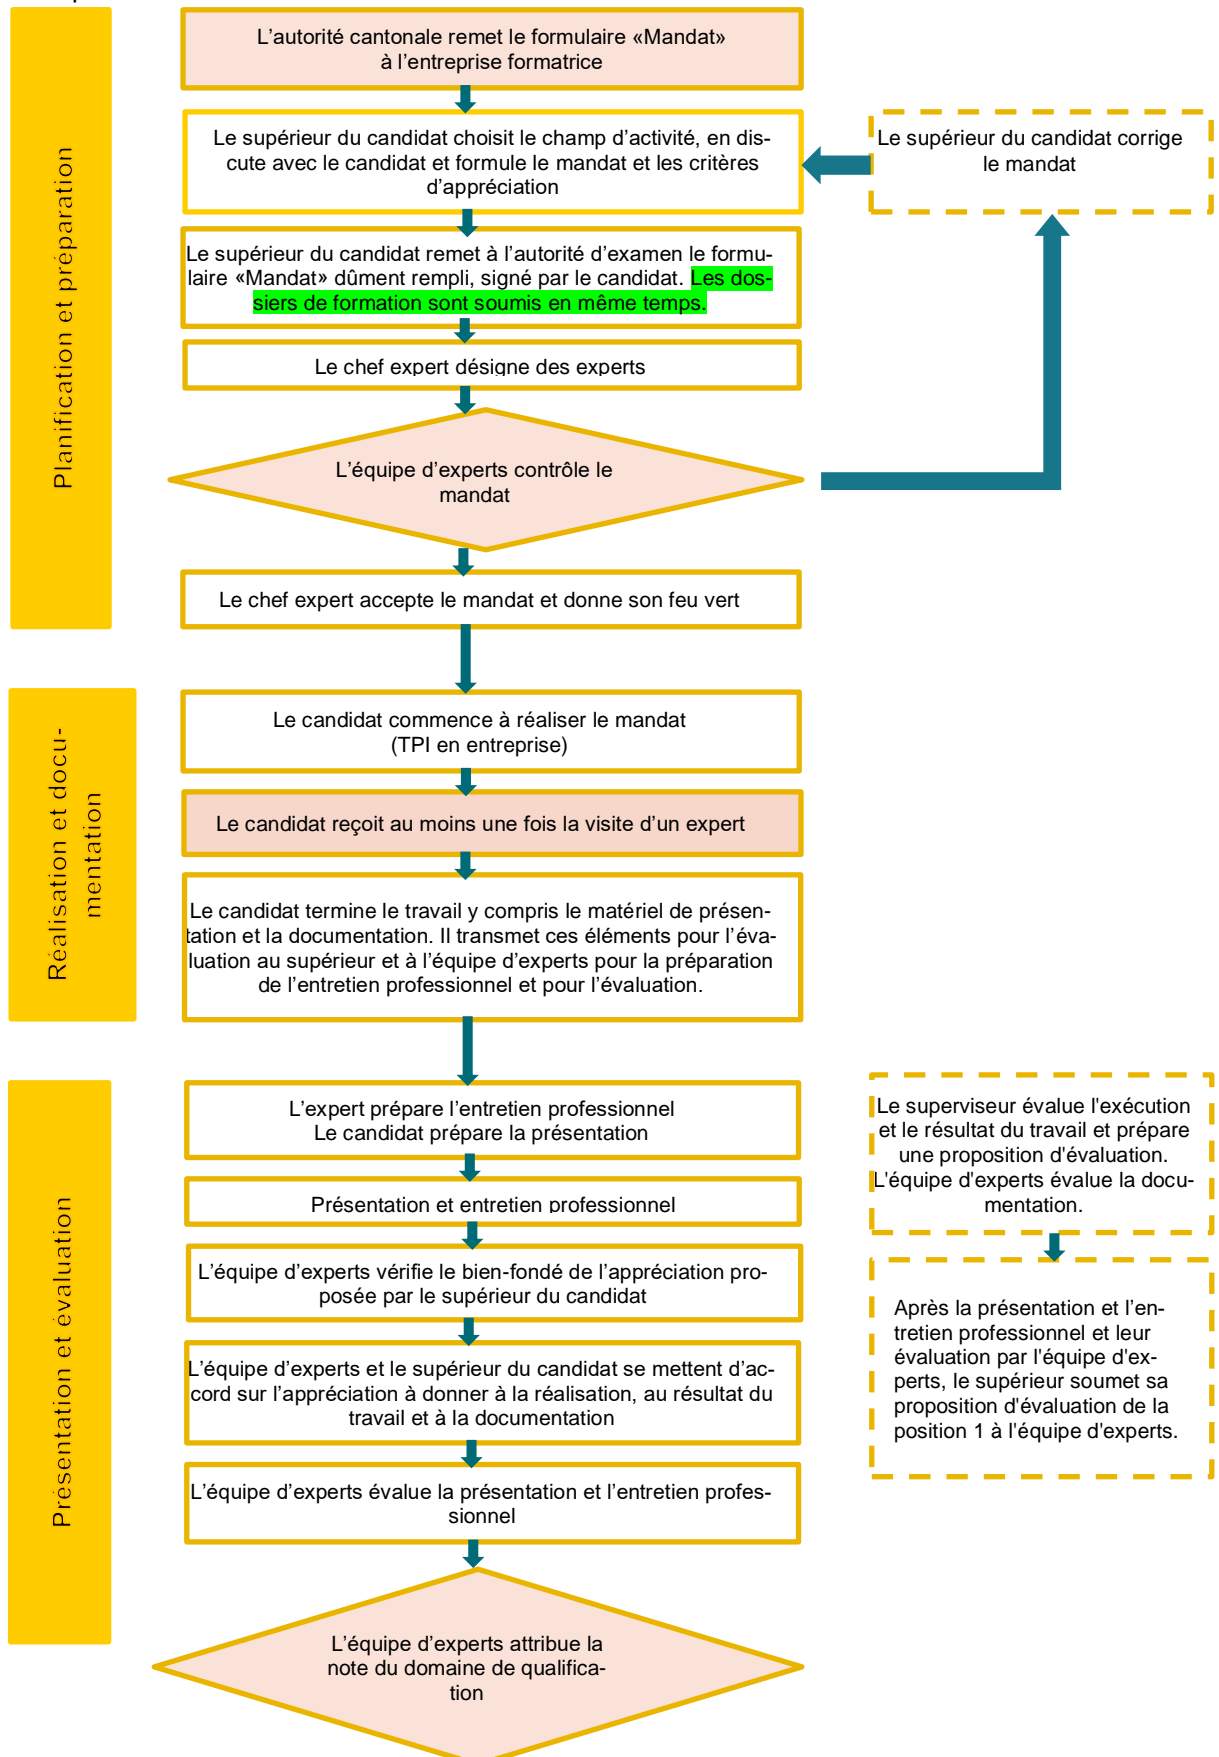 Planification et préparation
L'autorité cantonale remet le formulaire «Mandat»
à l'entreprise formatrice
Le supérieur du candidat choisit le champ d'activité, en dis-
cute avec le candidat et formule le mandat et les critères
d'appréciation
Le supérieur du candidat corrige
le mandat
Le supérieur du candidat remet à l'autorité d'examen le formu-
laire «Mandat» dûment rempli, signé par le candidat. Les dos-
siers de formation sont soumis en même temps.
Le chef expert désigne des experts
L'équipe d'experts contrôle le
mandat
Le chef expert accepte le mandat et donne son feu vert
Réalisation et docu-
mentation
Le candidat commence à réaliser le mandat
(TPI en entreprise)
Le candidat reçoit au moins une fois la visite d'un expert
Le candidat termine le travail y compris le matériel de présen-
tation et la documentation. Il transmet ces éléments pour l'éva-
luation au supérieur et à l'équipe d'experts pour la préparation
de l'entretien professionnel et pour l'évaluation.
Présentation et évaluation
L'expert prépare l'entretien professionnel
Le candidat prépare la présentation
Présentation et entretien professionnel
L'équipe d'experts vérifie le bien-fondé de l'appréciation pro-
posée par le supérieur du candidat
L'équipe d'experts et le supérieur du candidat se mettent d'ac-
cord sur l'appréciation à donner à la réalisation, au résultat du
travail et à la documentation
L'équipe d'experts évalue la présentation et l'entretien profes-
sionnel
L'équipe d'experts attribue la
note du domaine de qualifica-
tion
Le superviseur évalue l'exécution
et le résultat du travail et prépare
une proposition d'évaluation.
L'équipe d'experts évalue la docu-
mentation.
Après la présentation et l'en-
tretien professionnel et leur
évaluation par l'équipe d'ex-
perts, le supérieur soumet sa
proposition d'évaluation de la
position 1 à l'équipe d'experts.